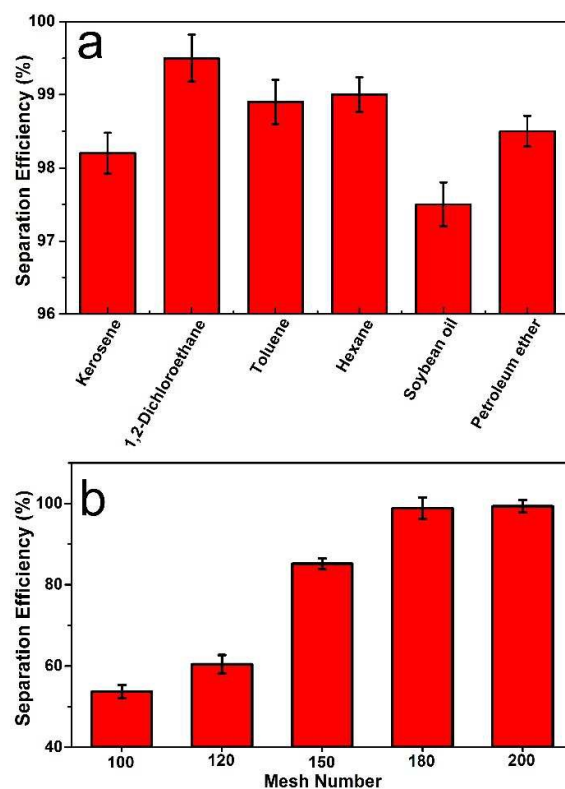 a
Separation Efficiency (%)
100
99
98
97
96
Kerosene
1,2-Dichloroethane
Toluene
Hexane
Soybean oil
Petroleum ether
b
Separation Efficiency (%)
100
80
60
40
100 120 150 180 200
Mesh Number